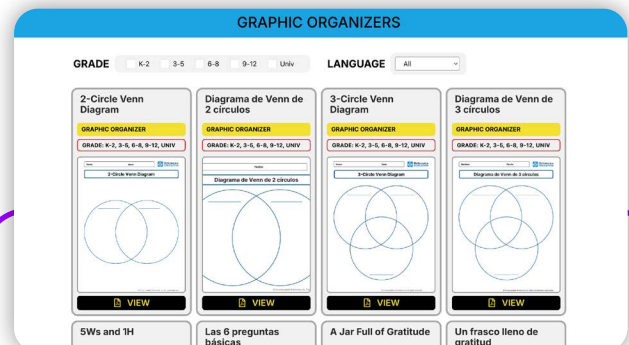 GRAPHIC ORGANIZERS
GRADE K-2 3-5 6-8 9-12 Univ LANGUAGE All
2-Circle Venn
Diagram
GRAPHIC ORGANIZER
GRADE: K-2, 3-5, 6-8, 9-12, UNIV
2-Circle Venn Diagram
VIEW
Diagrama de Venn de
2 círculos
GRAPHIC ORGANIZER
GRADE: K-2, 3-5, 6-8, 9-12, UNIV
Diagrama de Venn de 2 círculos
VIEW
3-Circle Venn
Diagram
GRAPHIC ORGANIZER
GRADE: K-2, 3-5, 6-8, 9-12, UNIV
3-Circle Venn Diagram
VIEW
Diagrama de Venn de
3 círculos
GRAPHIC ORGANIZER
GRADE: K-2, 3-5, 6-8, 9-12, UNIV
Diagrama de Venn de 3 círculos
VIEW
5Ws and 1H
Las 6 preguntas
básicas
A Jar Full of Gratitude
Un frasco lleno de
gratitud